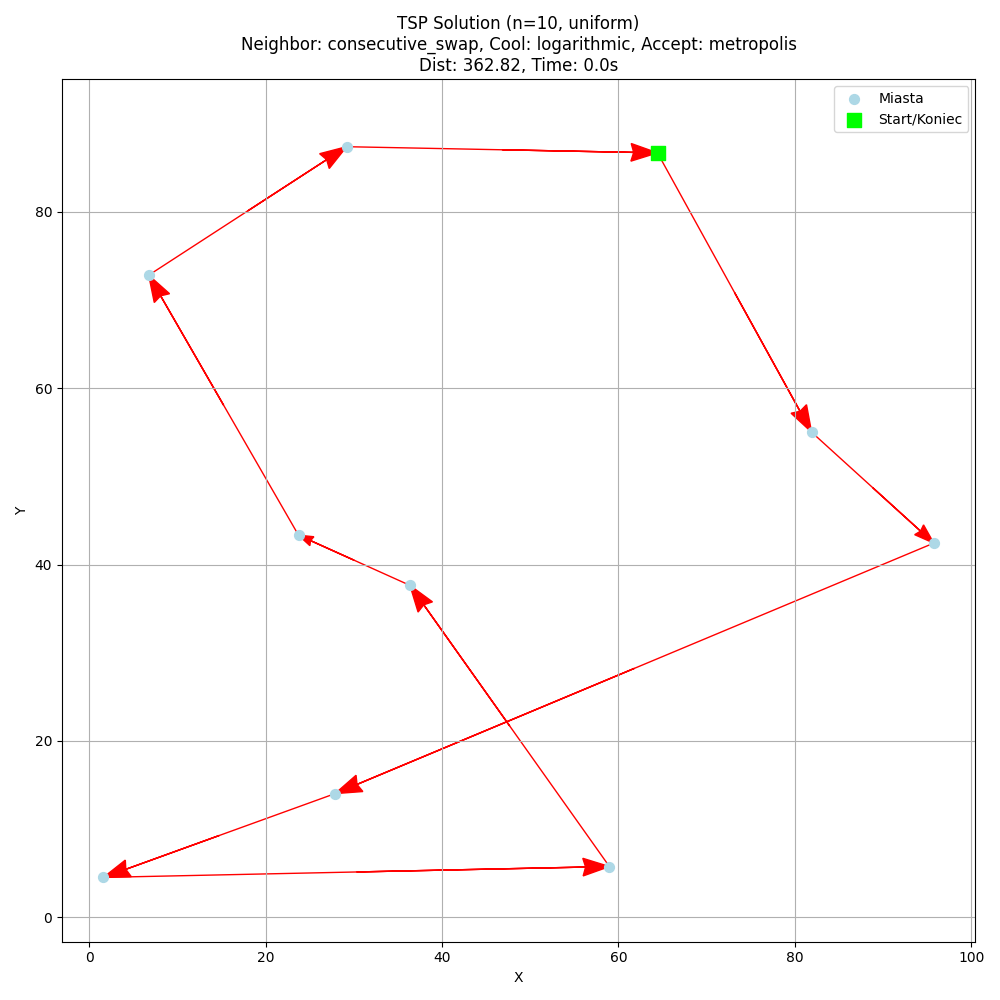 TSP Solution (n=10, uniform)
Neighbor: consecutive_swap, Cool: logarithmic, Accept: metropolis
Dist: 362.82, Time: 0.0s
Miasta
Start/Koniec
80
60
40
20
0
Y
0 20 40 60 80 100
X